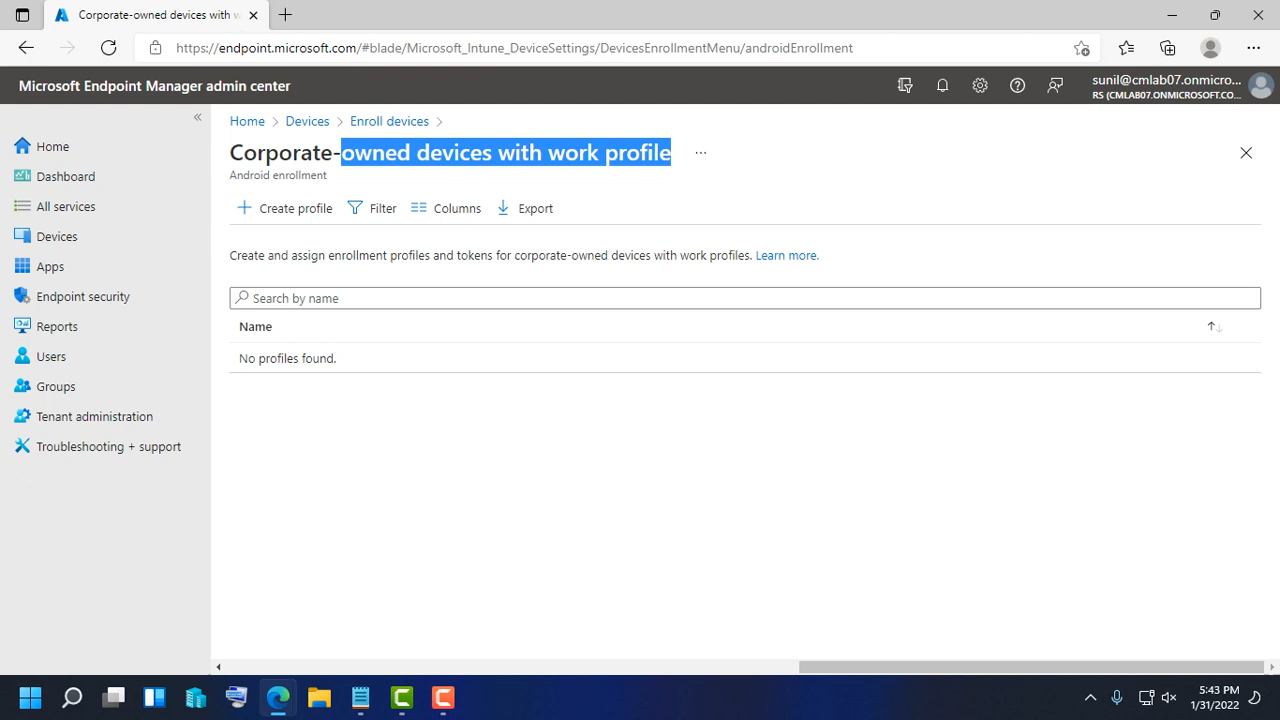 Corporate-owned devices with w
https://endpoint.microsoft.com/#blade/Microsoft_Intune_DeviceSettings/DevicesEnrollmentMenu/androidEnrollment
Microsoft Endpoint Manager admin center
sunil@cmlab07.onmicro...
RS (CMLAB07.ONMICROSOFT.CO...
Home
Dashboard
All services
Devices
Apps
Endpoint security
Reports
Users
Groups
Tenant administration
Troubleshooting + support
Home > Devices > Enroll devices >
Corporate-owned devices with work profile ...
Android enrollment
Create profile Filter Columns Export
Create and assign enrollment profiles and tokens for corporate-owned devices with work profiles. Learn more.
Search by name
Name
No profiles found.
5:43 PM
1/31/2022